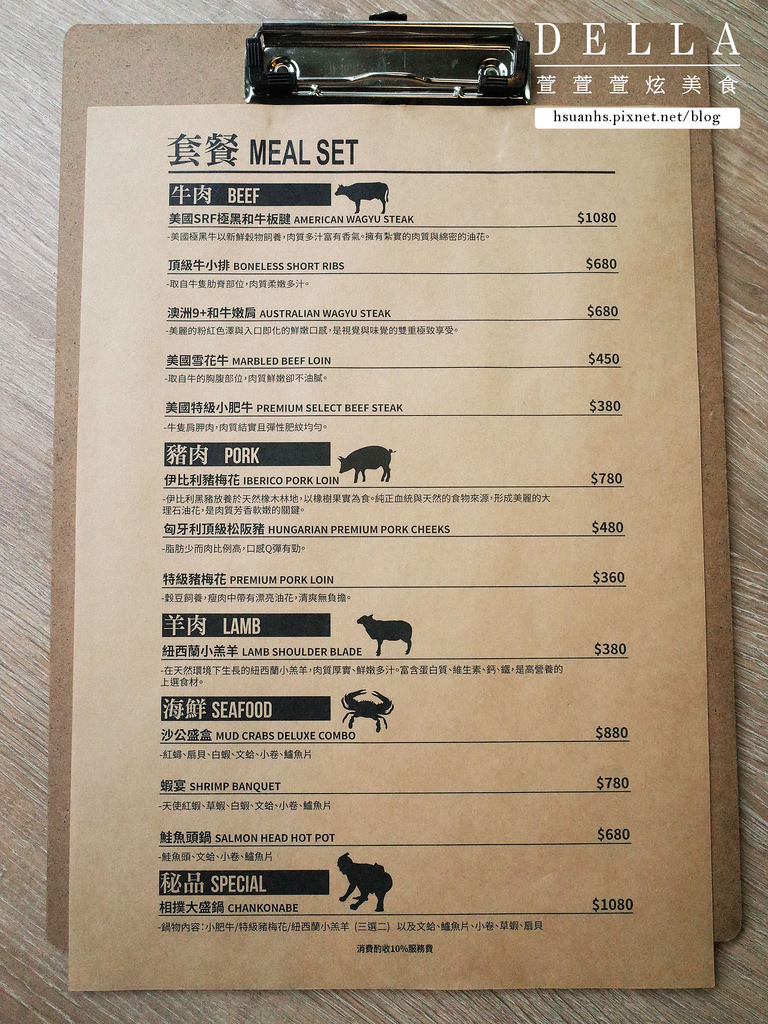 DELLA
萱萱萱炫美食
hsuanhs.pixnet.net/blog
套餐 MEAL SET
牛肉 BEEF
美國SRF極黑和牛板腱 AMERICAN WAGYU STEAK $1080
-美國極黑牛以新鮮穀物飼養，肉質多汁富有香氣。擁有紮實的肉質與綿密的油花。
頂級牛小排 BONELESS SHORT RIBS $680
-取自牛隻肋脊部位，肉質柔嫩多汁。
澳洲9+和牛嫩肩 AUSTRALIAN WAGYU STEAK $680
-美麗的粉紅色澤與入口即化的鮮嫩口感，是視覺與味覺的雙重極致享受。
美國雪花牛 MARBLED BEEF LOIN $450
-取自牛的胸腹部位，肉質鮮嫩卻不油膩。
美國特級小肥牛 PREMIUM SELECT BEEF STEAK $380
-牛隻肩胛肉，肉質結實且彈性肥紋均勻。
豬肉 PORK
伊比利豬梅花 IBERICO PORK LOIN $780
-伊比利黑豬放養於天然橡木林地，以橡樹果實為食。純正血統與天然的食物來源，形成美麗的大
理石油花，是肉質芳香軟嫩的關鍵。
匈牙利頂級松阪豬 HUNGARIAN PREMIUM PORK CHEEKS $480
-脂肪少而肉比例高，口感Q彈有勁。
特級豬梅花 PREMIUM PORK LOIN $360
-穀豆飼養，瘦肉中帶有漂亮油花，清爽無負擔。
羊肉 LAMB
紐西蘭小羔羊 LAMB SHOULDER BLADE $380
-在天然環境下生長的紐西蘭小羔羊，肉質厚實、鮮嫩多汁。富含蛋白質、維生素、鈣、鐵，是高營養的
上選食材。
海鮮 SEAFOOD
沙公盛盒 MUD CRABS DELUXE COMBO $880
-紅蟳、扇貝、白蝦、文蛤、小卷、鱸魚片
蝦宴 SHRIMP BANQUET $780
-天使紅蝦、草蝦、白蝦、文蛤、小卷、鱸魚片
鮭魚頭鍋 SALMON HEAD HOT POT $680
-鮭魚頭、文蛤、小卷、鱸魚片
秘品 SPECIAL
相撲大盛鍋 CHANKONABE $1080
-鍋物內容：小肥牛/特級豬梅花/紐西蘭小羔羊 (三選二) 以及文蛤、鱸魚片、小卷、草蝦、扇貝
消費酌收10%服務費